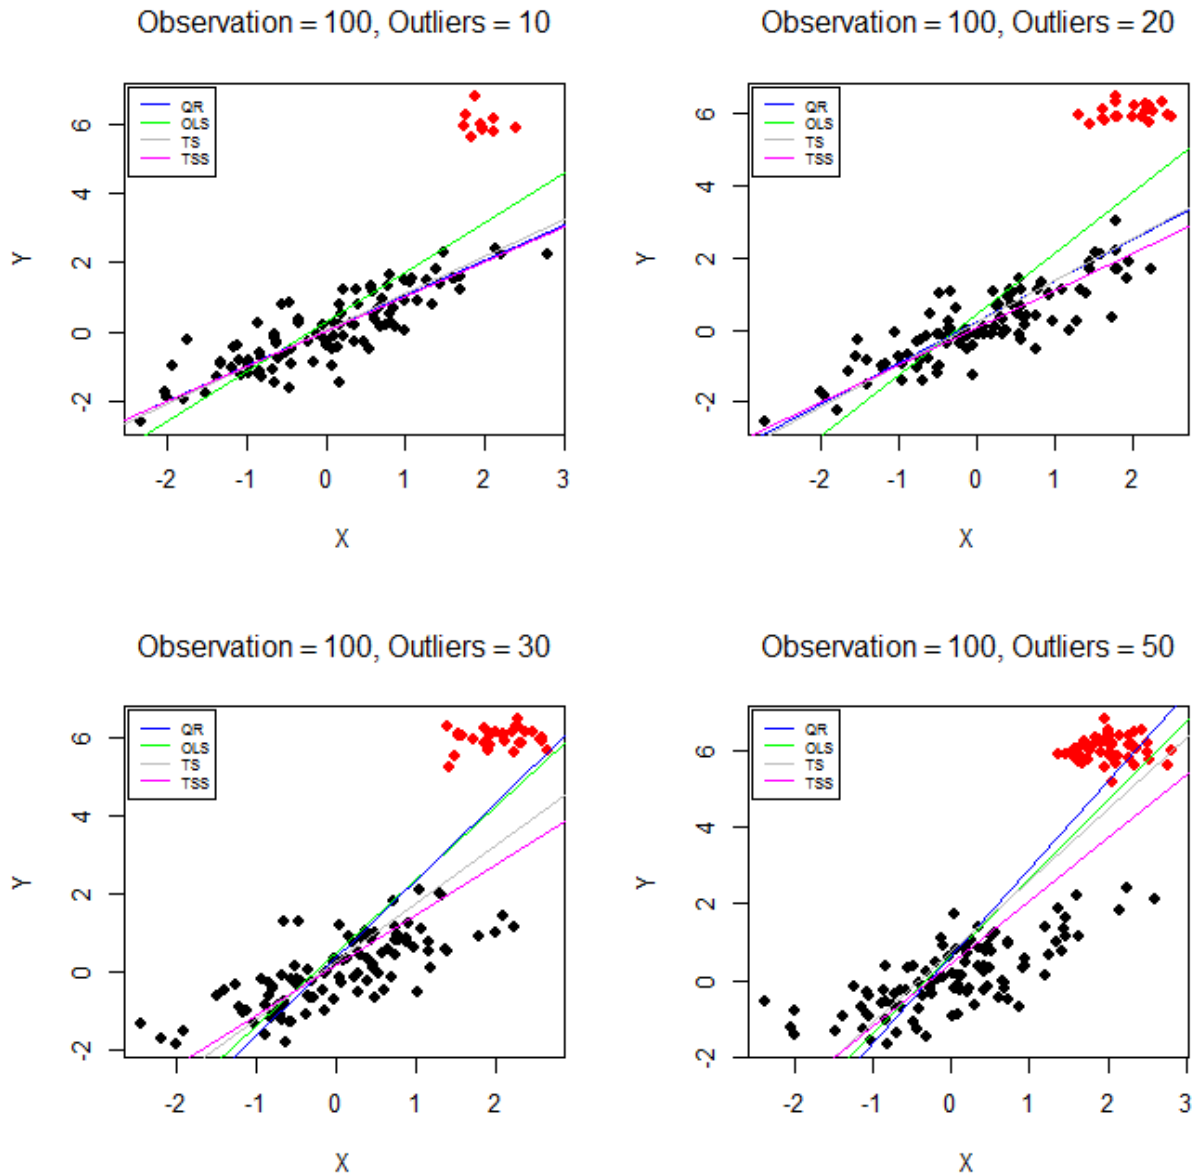 Observation = 100, Outliers = 10
QR
OLS
TS
TSS
Y
6
4
2
0
-2
-2 -1 0 1 2 3
X
Observation = 100, Outliers = 20
QR
OLS
TS
TSS
Y
6
4
2
0
-2
-2 -1 0 1 2
X
Observation = 100, Outliers = 30
QR
OLS
TS
TSS
Y
6
4
2
0
-2
-2 -1 0 1 2
X
Observation = 100, Outliers = 50
QR
OLS
TS
TSS
Y
6
4
2
0
-2
-2 -1 0 1 2 3
X